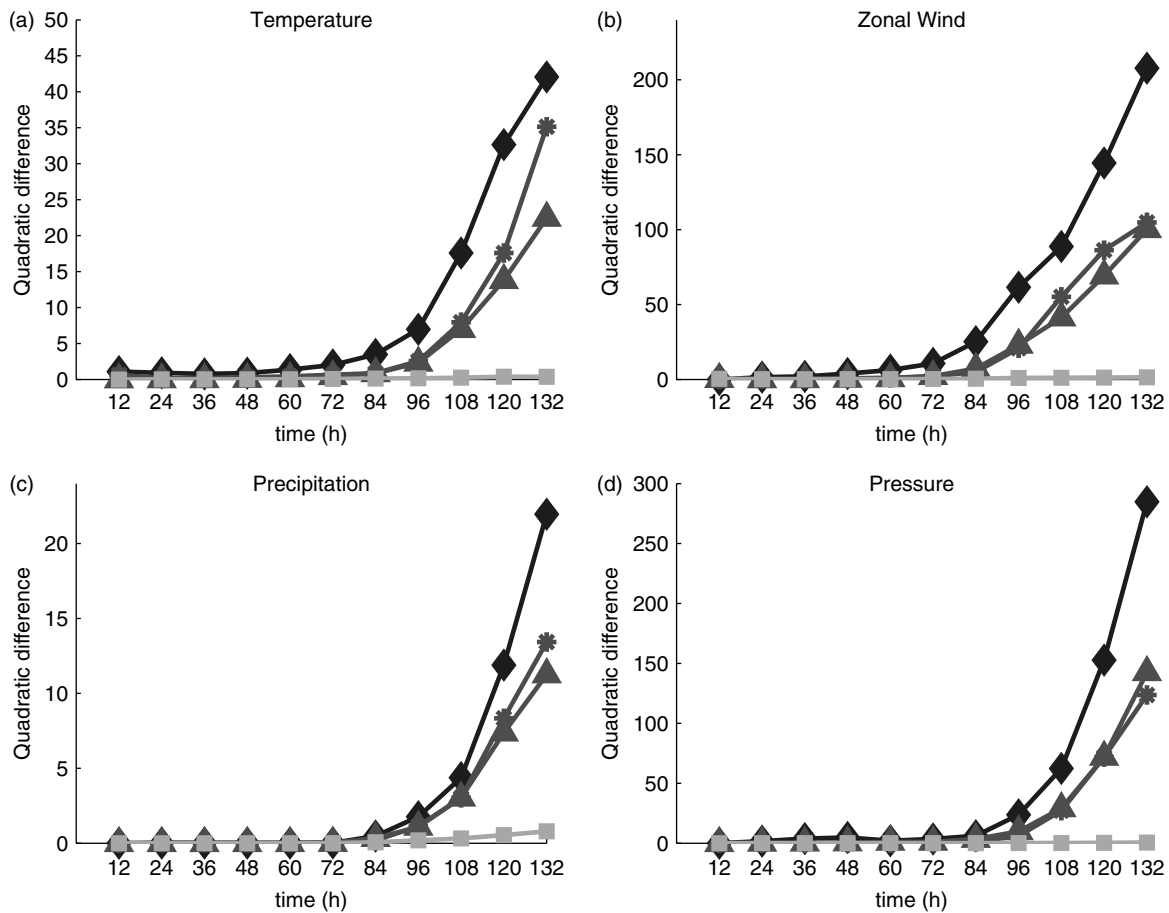 (a) Temperature
50
45
40
35
30
25
20
15
10
5
0
Quadratic difference
12 24 36 48 60 72 84 96 108 120 132
time (h)
(b) Zonal Wind
200
150
100
50
0
Quadratic difference
12 24 36 48 60 72 84 96 108 120 132
time (h)
(c) Precipitation
20
15
10
5
0
Quadratic difference
12 24 36 48 60 72 84 96 108 120 132
time (h)
(d) Pressure
300
250
200
150
100
50
0
Quadratic difference
12 24 36 48 60 72 84 96 108 120 132
time (h)